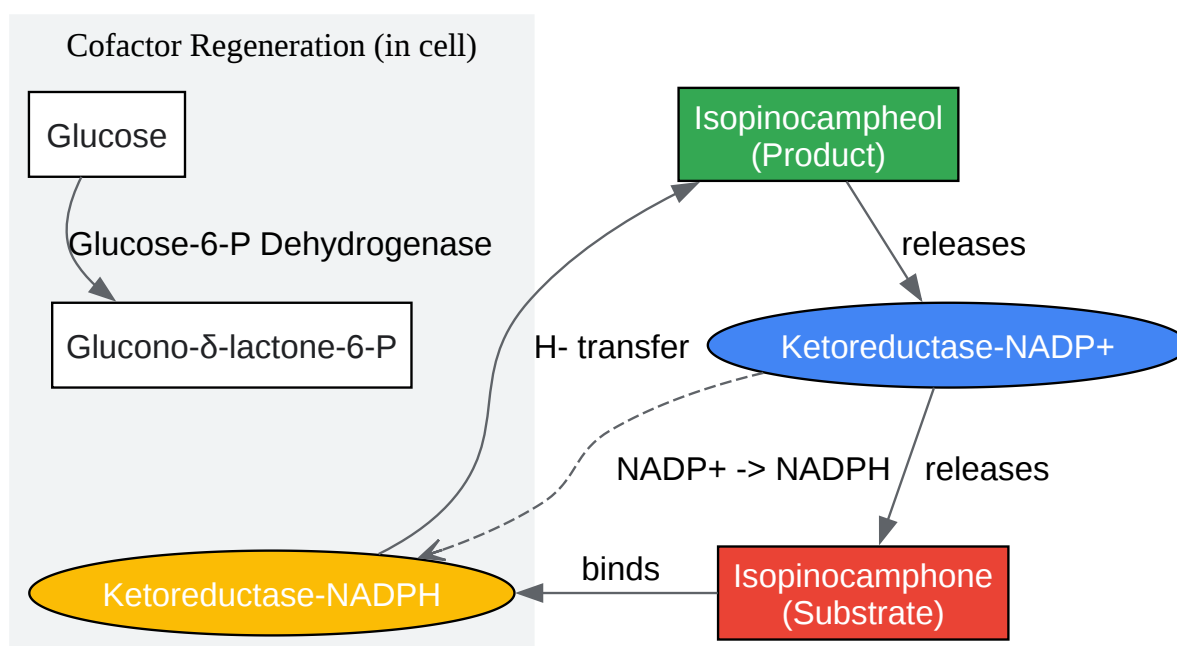 Cofactor Regeneration (in cell)
Glucose
Glucose-6-P Dehydrogenase
Glucono-δ-lactone-6-P
Isopinocampheol
(Product)
releases
H- transfer
Ketoreductase-NADP+
NADP+ -> NADPH
releases
binds
Ketoreductase-NADPH
Isopinocamphone
(Substrate)